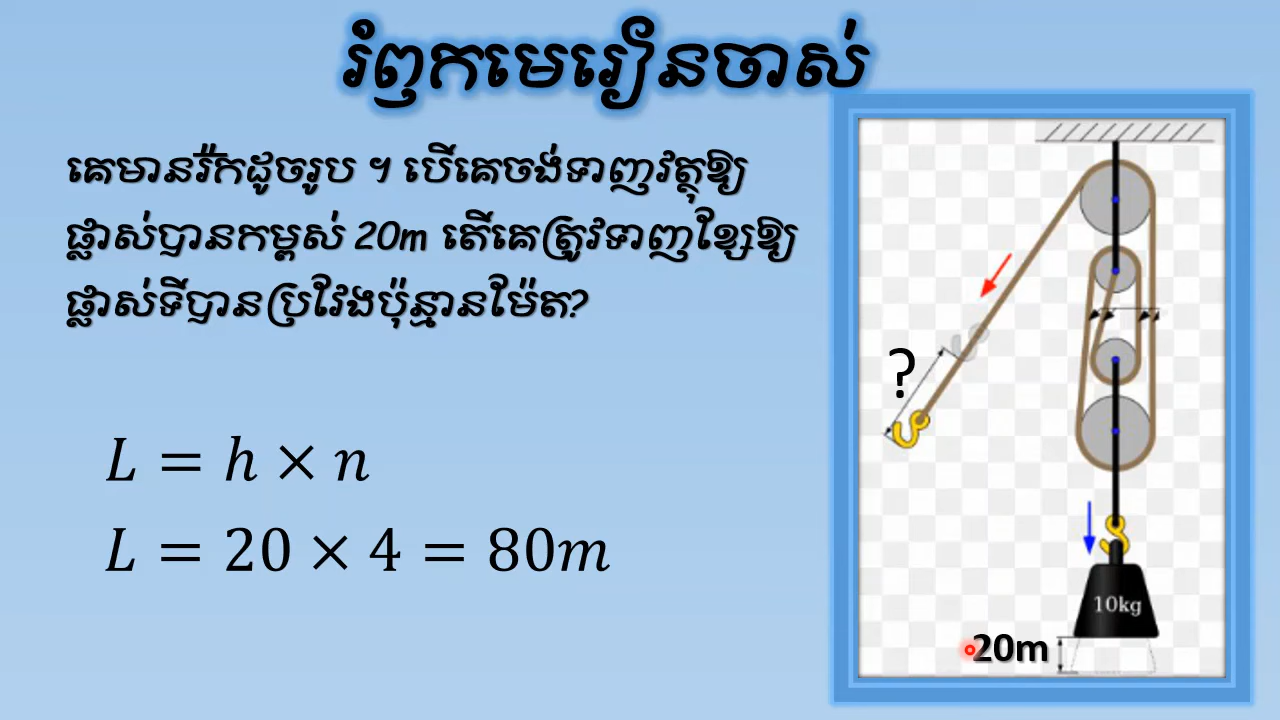 រំឭកមេរៀនចាស់
គេមានរ៉កដូចរូប ។ បើគេចង់ទាញវត្ថុឱ្យ
ផ្លាស់បានកម្ពស់ 20m តើគេត្រូវទាញខ្សែឱ្យ
ផ្លាស់ទីបានប្រវែងប៉ុន្មានម៉ែត?
L = h × n
L = 20 × 4 = 80m
?
10kg
20m